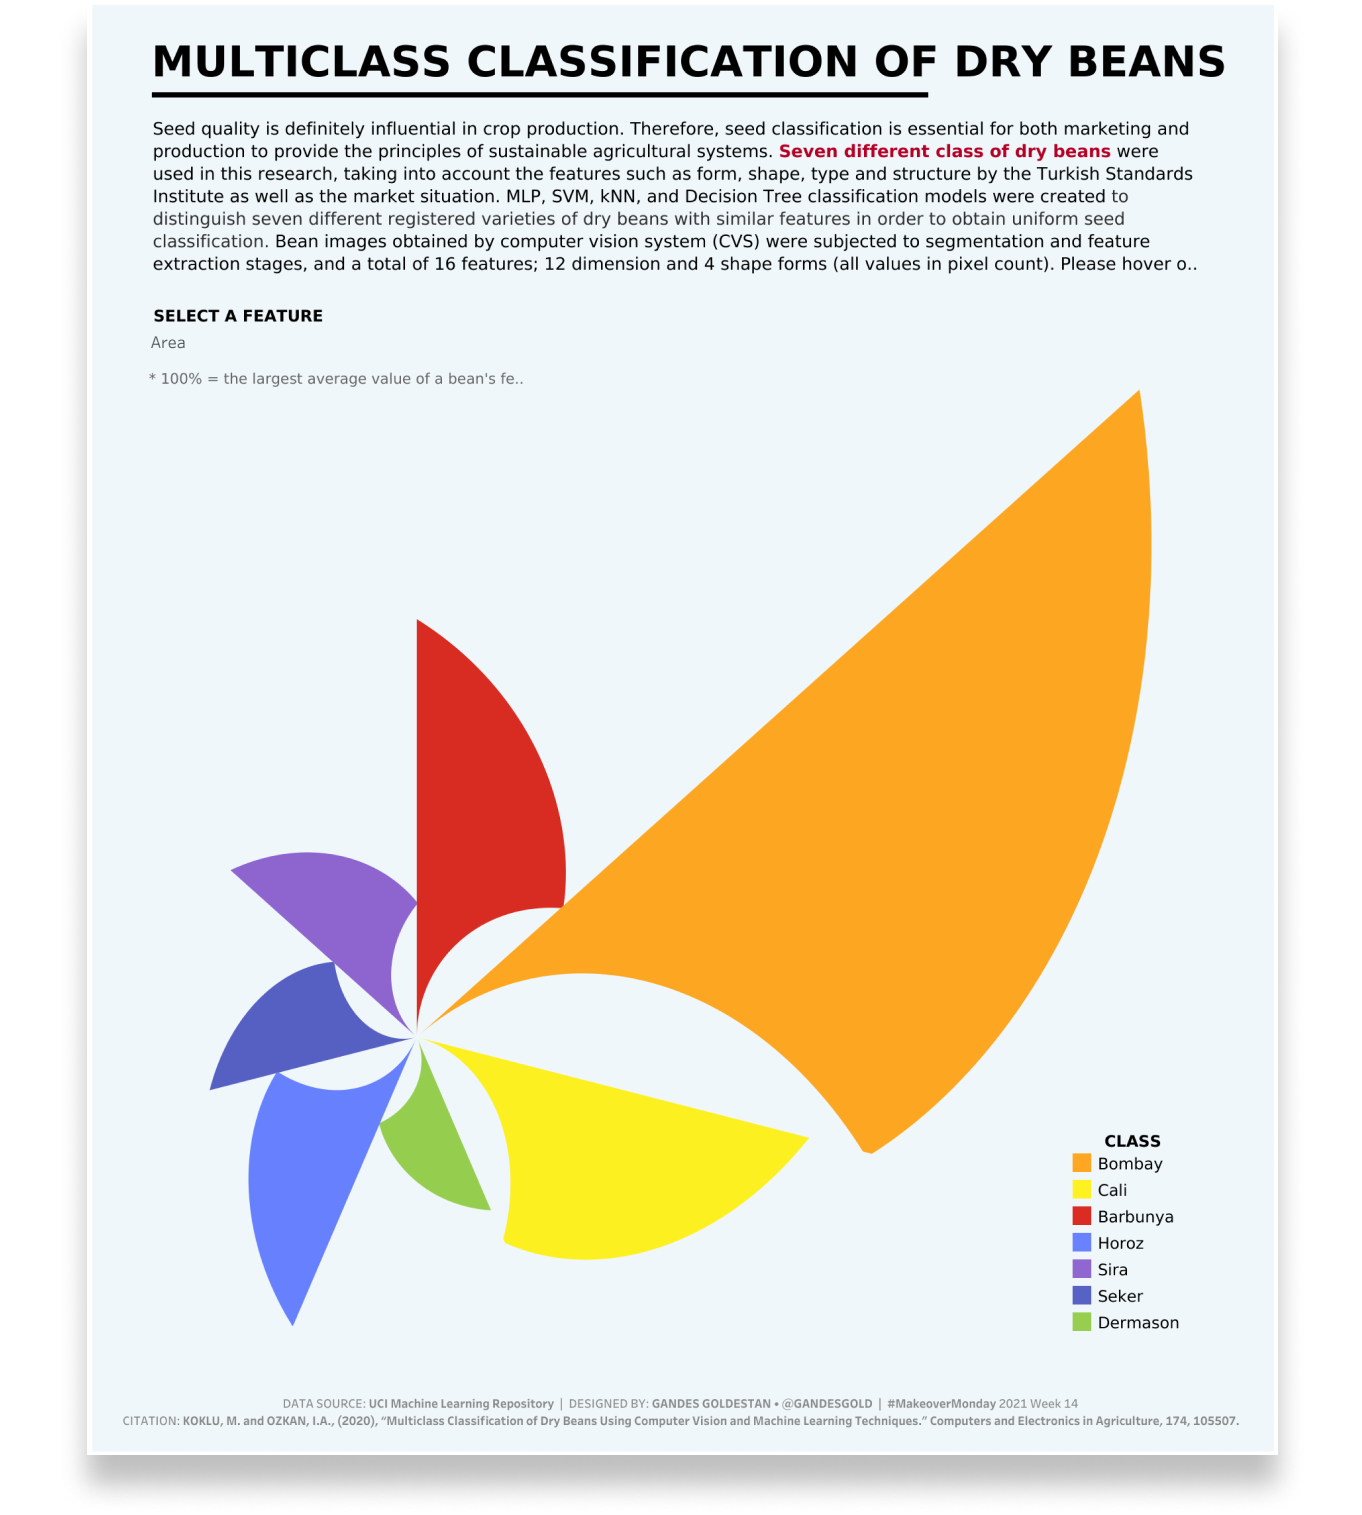 MULTICLASS CLASSIFICATION OF DRY BEANS
Seed quality is definitely influential in crop production. Therefore, seed classification is essential for both marketing and
production to provide the principles of sustainable agricultural systems. Seven different class of dry beans were
used in this research, taking into account the features such as form, shape, type and structure by the Turkish Standards
Institute as well as the market situation. MLP, SVM, kNN, and Decision Tree classification models were created to
distinguish seven different registered varieties of dry beans with similar features in order to obtain uniform seed
classification. Bean images obtained by computer vision system (CVS) were subjected to segmentation and feature
extraction stages, and a total of 16 features; 12 dimension and 4 shape forms (all values in pixel count). Please hover o..
SELECT A FEATURE
Area
* 100% = the largest average value of a bean's fe..
CLASS
Bombay
Cali
Barbunya
Horoz
Sira
Seker
Dermason
DATA SOURCE: UCI Machine Learning Repository | DESIGNED BY: GANDES GOLDESTAN • @GANDESGOLD | #MakeoverMonday 2021 Week 14
CITATION: KOKLU, M. and OZKAN, I.A., (2020), “Multiclass Classification of Dry Beans Using Computer Vision and Machine Learning Techniques.” Computers and Electronics in Agriculture, 174, 105507.